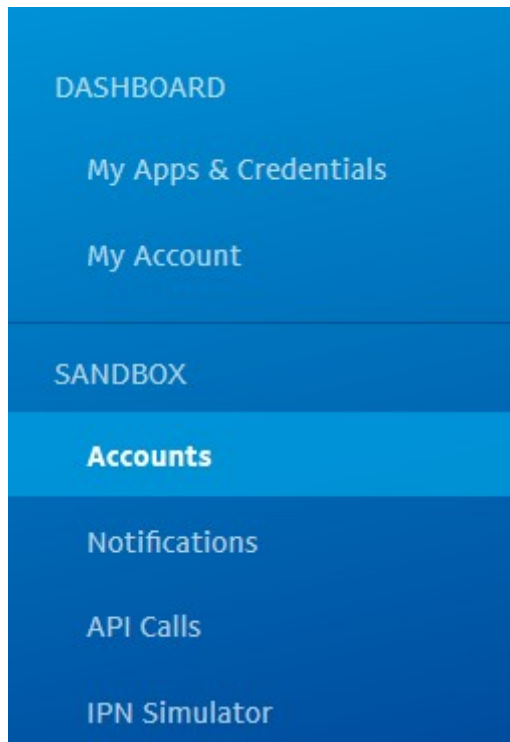 DASHBOARD
My Apps & Credentials
My Account
SANDBOX
Accounts
Notifications
API Calls
IPN Simulator